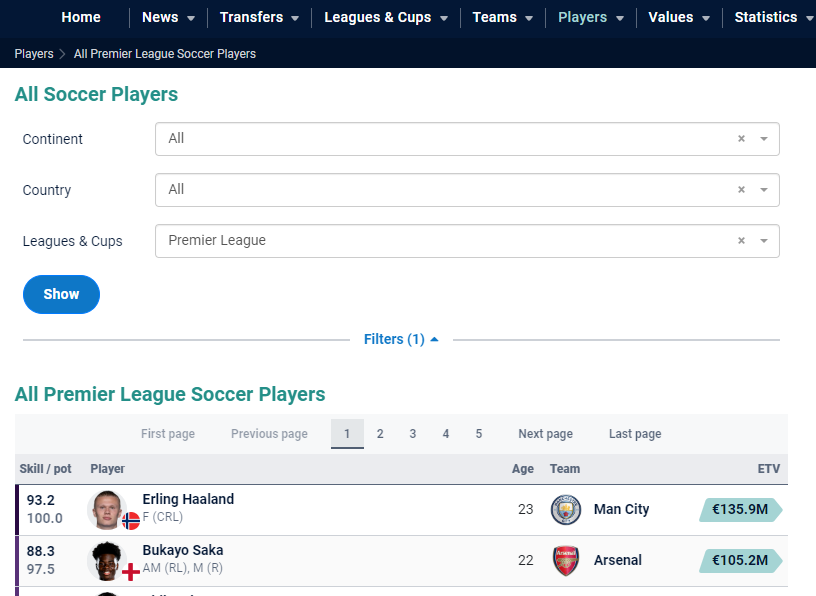 Home News Transfers Leagues & Cups Teams Players Values Statistics
Players All Premier League Soccer Players
All Soccer Players
Continent All ×
Country All ×
Leagues & Cups Premier League ×
Show
Filters (1)
All Premier League Soccer Players
First page Previous page 1 2 3 4 5 Next page Last page
Skill / pot Player Age Team ETV
93.2 Erling Haaland 23 Man City €135.9M
100.0 F (CRL)
88.3 Bukayo Saka 22 Arsenal €105.2M
97.5 AM (RL), M (R)